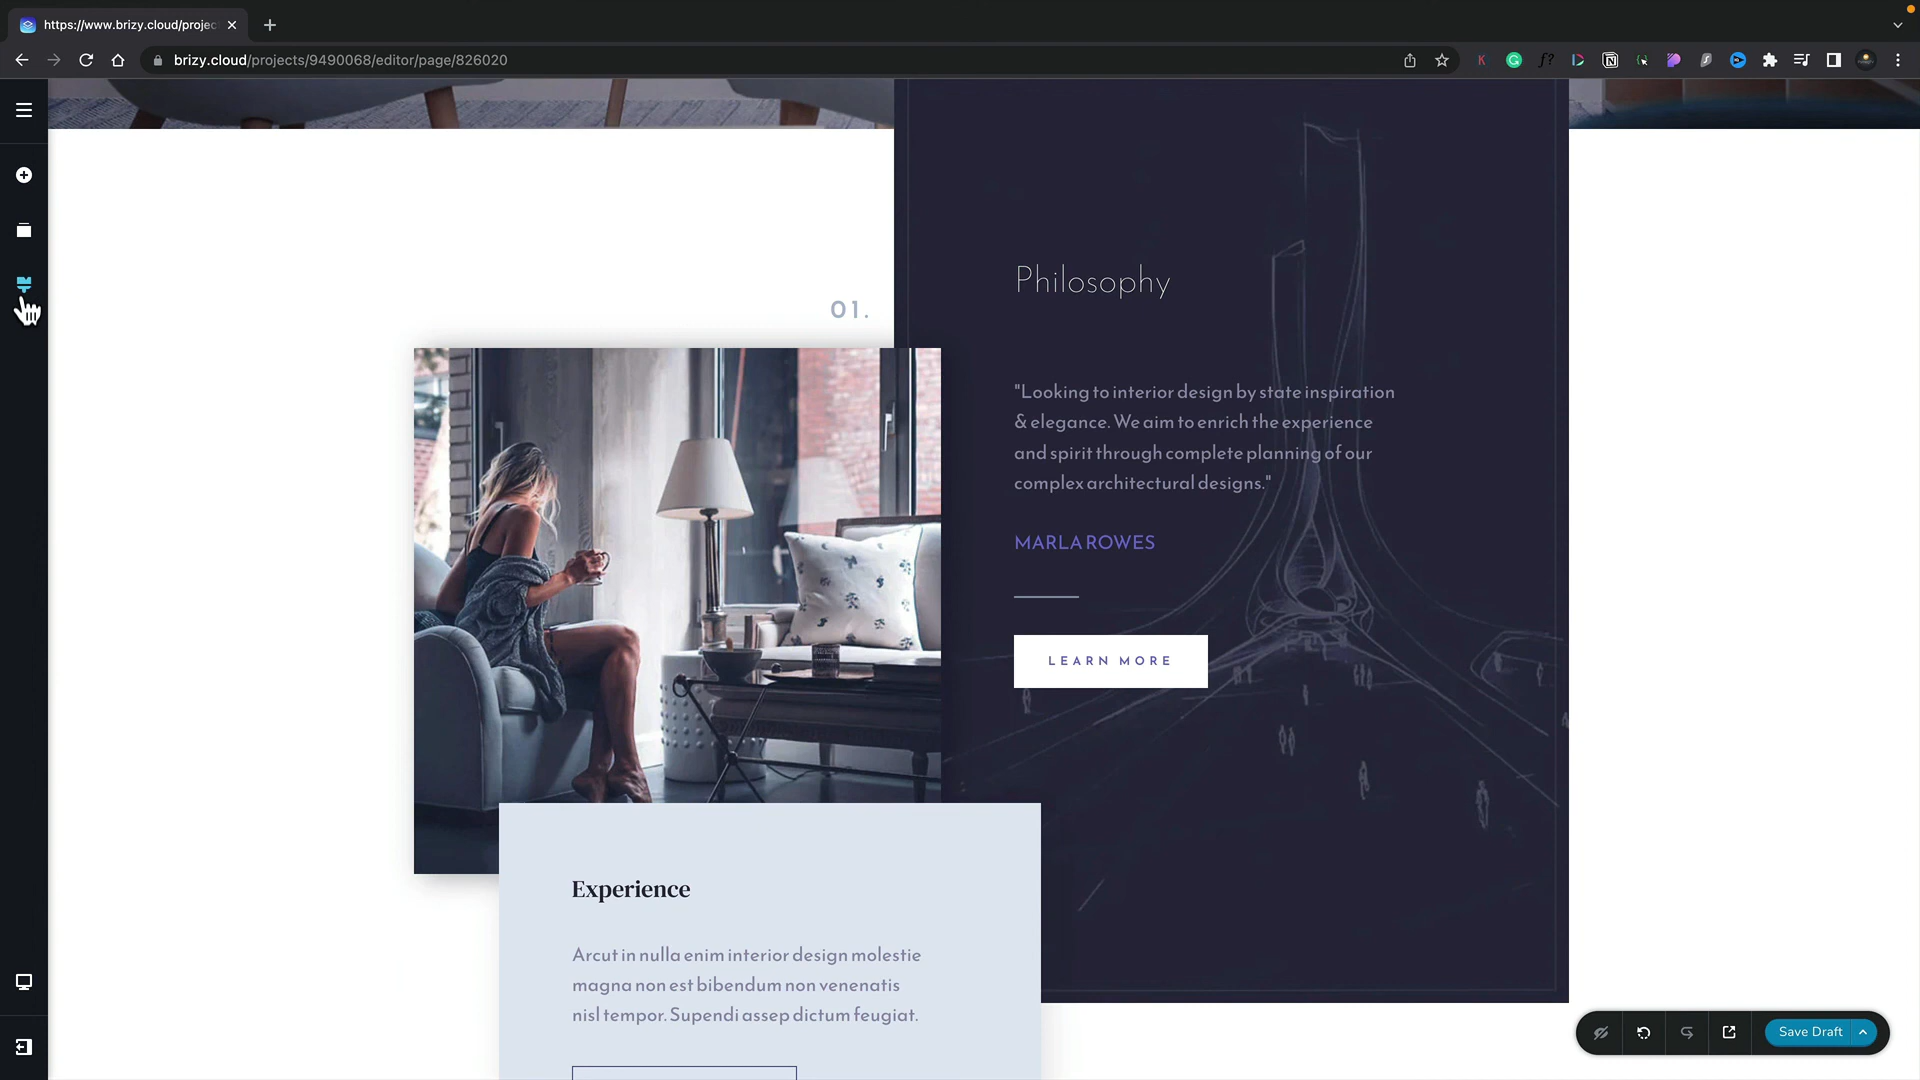 https://www.brizy.cloud/projec
brizy.cloud/projects/9490068/editor/page/826020
Philosophy
01.
"Looking to interior design by state inspiration
& elegance. We aim to enrich the experience
and spirit through complete planning of our
complex architectural designs."
MARLA ROWES
LEARN MORE
Experience
Arcut in nulla enim interior design molestie
magna non est bibendum non venenatis
nisl tempor. Supendi assep dictum feugiat.
Save Draft